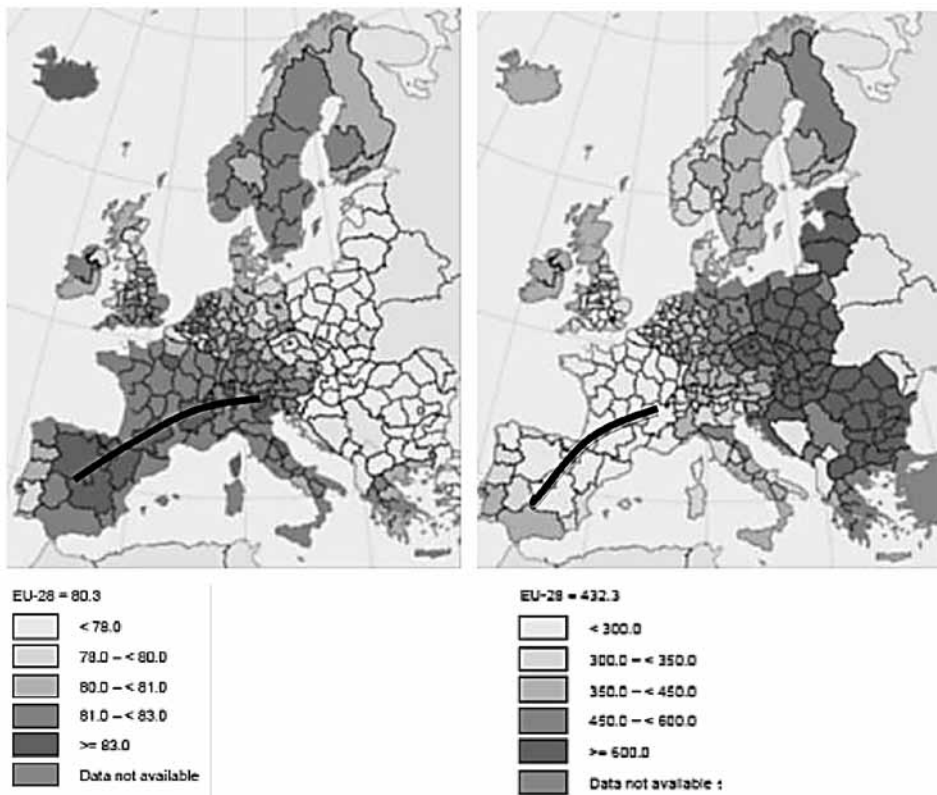 EU-28 = 80.3
< 78.0
78.0 – < 80.0
80.0 – < 81.0
81.0 – < 83.0
>= 83.0
Data not available
EU-28 = 432.3
< 300.0
300.0 – < 350.0
350.0 – < 450.0
450.0 – < 600.0
>= 600.0
Data not available :